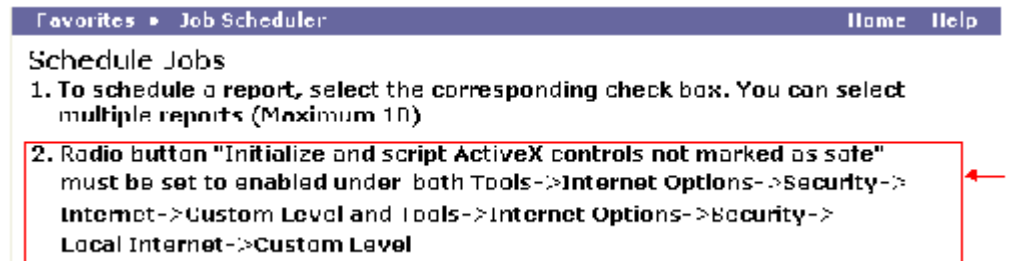 Favorites • Job Scheduler Home Help
Schedule Jobs
1. To schedule a report, select the corresponding check box. You can select
multiple reports (Maximum 10)
2. Radio button "Initialize and script ActiveX controls not marked as safe"
must be set to enabled under both Tools->Internet Options->Security->
Internet->Custom Level and Tools->Internet Options->Security->
Local Internet->Custom Level